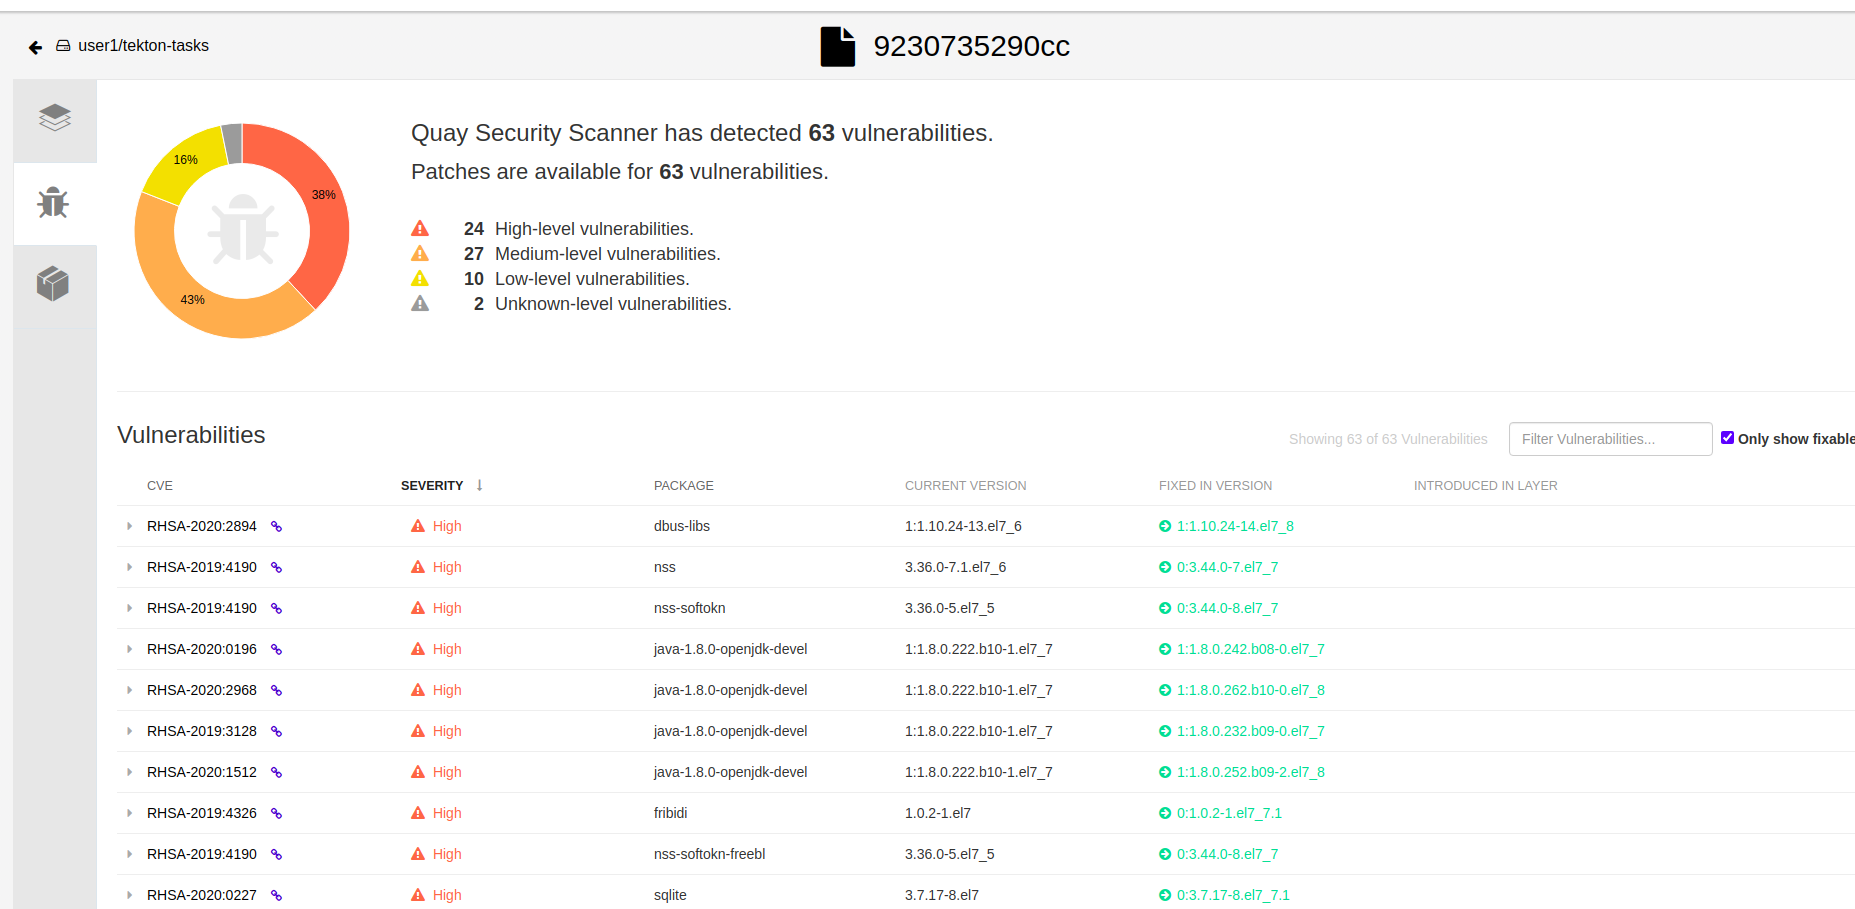 user1/tekton-tasks
9230735290cc
16%
38%
43%
Quay Security Scanner has detected 63 vulnerabilities.
Patches are available for 63 vulnerabilities.
24 High-level vulnerabilities.
27 Medium-level vulnerabilities.
10 Low-level vulnerabilities.
2 Unknown-level vulnerabilities.
Vulnerabilities
Showing 63 of 63 Vulnerabilities Filter Vulnerabilities... Only show fixable
CVE SEVERITY PACKAGE CURRENT VERSION FIXED IN VERSION INTRODUCED IN LAYER
RHSA-2020:2894 High dbus-libs 1:1.10.24-13.el7_6 1:1.10.24-14.el7_8
RHSA-2019:4190 High nss 3.36.0-7.1.el7_6 0:3.44.0-7.el7_7
RHSA-2019:4190 High nss-softokn 3.36.0-5.el7_5 0:3.44.0-8.el7_7
RHSA-2020:0196 High java-1.8.0-openjdk-devel 1:1.8.0.222.b10-1.el7_7 1:1.8.0.242.b08-0.el7_7
RHSA-2020:2968 High java-1.8.0-openjdk-devel 1:1.8.0.222.b10-1.el7_7 1:1.8.0.262.b10-0.el7_8
RHSA-2019:3128 High java-1.8.0-openjdk-devel 1:1.8.0.222.b10-1.el7_7 1:1.8.0.232.b09-0.el7_7
RHSA-2020:1512 High java-1.8.0-openjdk-devel 1:1.8.0.222.b10-1.el7_7 1:1.8.0.252.b09-2.el7_8
RHSA-2019:4326 High fribidi 1.0.2-1.el7 0:1.0.2-1.el7_7.1
RHSA-2019:4190 High nss-softokn-freebl 3.36.0-5.el7_5 0:3.44.0-8.el7_7
RHSA-2020:0227 High sqlite 3.7.17-8.el7 0:3.7.17-8.el7_7.1